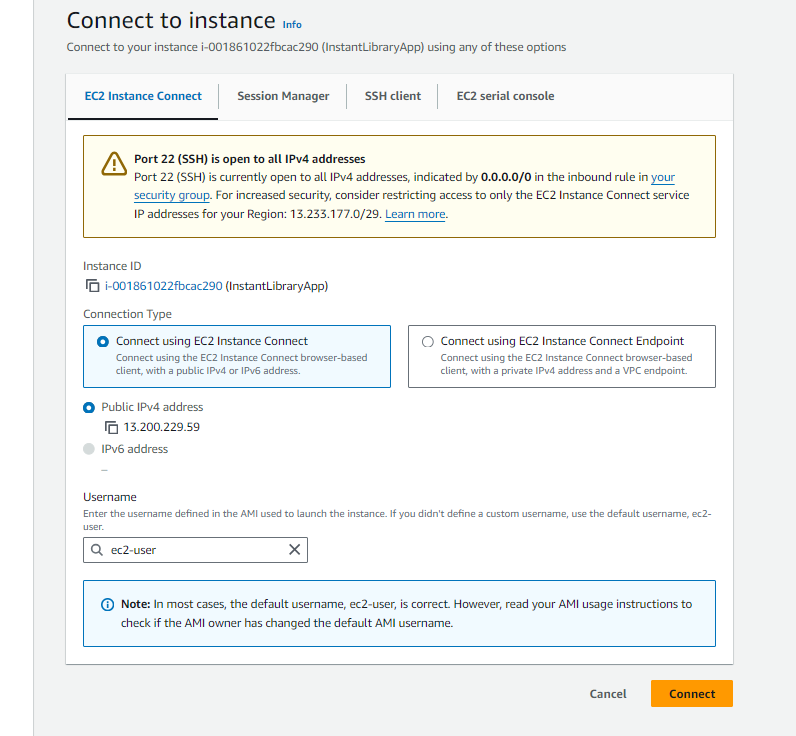 Connect to instance Info
Connect to your instance i-001861022fbcac290 (InstantLibraryApp) using any of these options
EC2 Instance Connect
Session Manager
SSH client
EC2 serial console
Port 22 (SSH) is open to all IPv4 addresses
Port 22 (SSH) is currently open to all IPv4 addresses, indicated by 0.0.0.0/0 in the inbound rule in your
security group. For increased security, consider restricting access to only the EC2 Instance Connect service
IP addresses for your Region: 13.233.177.0/29. Learn more.
Instance ID
i-001861022fbcac290 (InstantLibraryApp)
Connection Type
Connect using EC2 Instance Connect
Connect using the EC2 Instance Connect browser-based
client, with a public IPv4 or IPv6 address.
Connect using EC2 Instance Connect Endpoint
Connect using the EC2 Instance Connect browser-based
client, with a private IPv4 address and a VPC endpoint.
Public IPv4 address
13.200.229.59
IPv6 address
–
Username
Enter the username defined in the AMI used to launch the instance. If you didn't define a custom username, use the default username, ec2-
user.
ec2-user
Note: In most cases, the default username, ec2-user, is correct. However, read your AMI usage instructions to
check if the AMI owner has changed the default AMI username.
Cancel
Connect